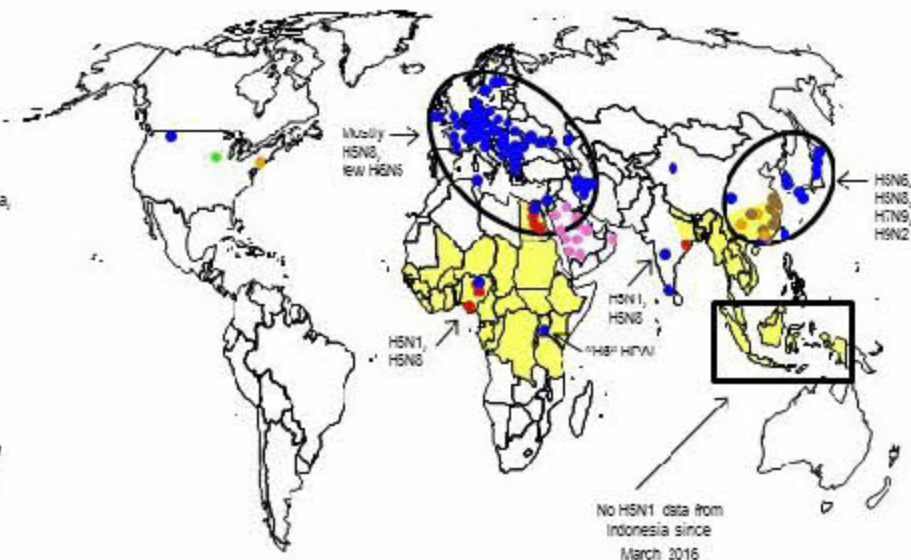 Mostly
H5N8,
few H5N5
H5N6,
H5N8,
H7N9,
H9N2
H5N1,
H5N8
H5N1,
H5N8
No H5N1 data from
Indonesia since
March 2016